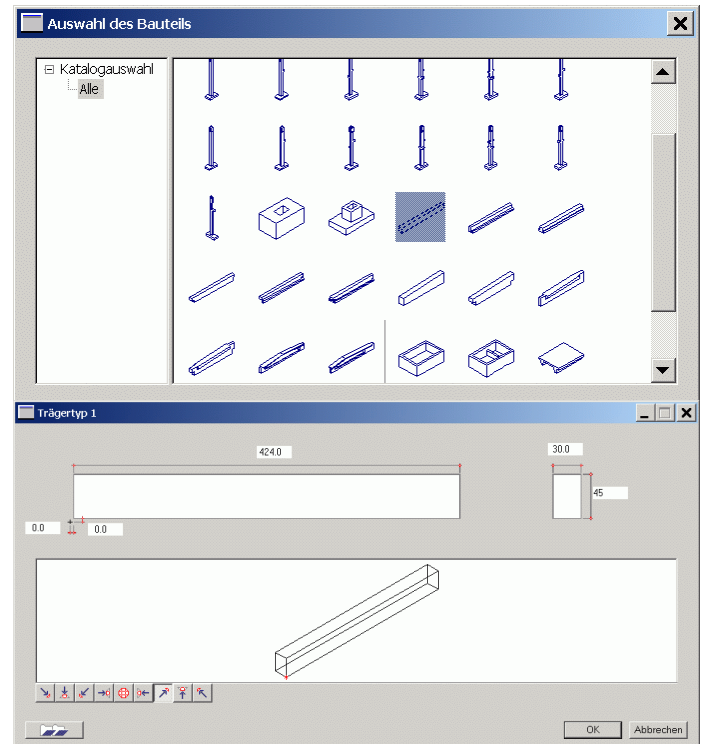 Auswahl des Bauteils
Katalogauswahl
Alle
Trägertyp 1
424.0
30.0
45
0.0
0.0
OK
Abbrechen